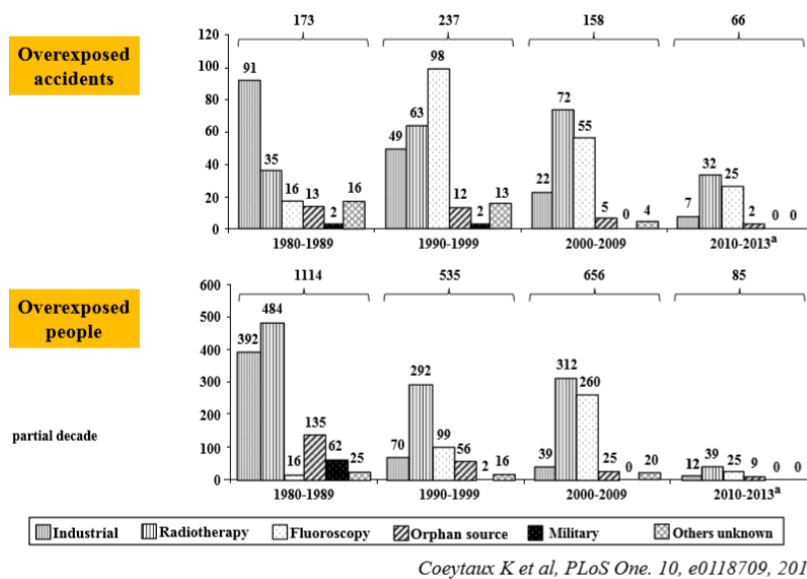 173 237 158 66
Overexposed
accidents
120
100
80
60
40
20
0
91 35 16 13 2 16
49 63 98 12 2 13
22 72 55 5 0 4
7 32 25 2 0 0
1980-1989 1990-1999 2000-2009 2010-2013ª
1114 535 656 85
Overexposed
people
600
500
400
300
200
100
0
392 484 16 135 62 25
70 292 99 56 2 16
39 312 260 25 0 20
12 39 25 9 0 0
partial decade
1980-1989 1990-1999 2000-2009 2010-2013ª
Industrial Radiotherapy Fluoroscopy Orphan source Military Others unknown
Coeytaux K et al, PLoS One. 10, e0118709, 201